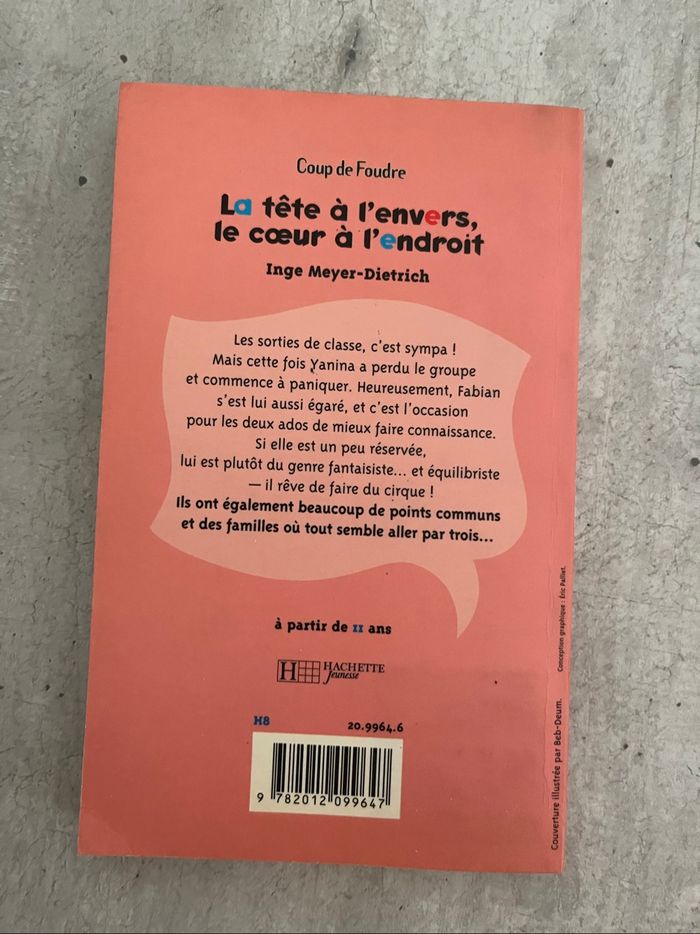 Coup de Foudre
La tête à l'envers,
le cœur à l'endroit
Inge Meyer-Dietrich
Les sorties de classe, c'est sympa !
Mais cette fois Yanina a perdu le groupe
et commence à paniquer. Heureusement, Fabian
s'est lui aussi égaré, et c'est l'occasion
pour les deux ados de mieux faire connaissance.
Si elle est un peu réservée,
lui est plutôt du genre fantaisiste... et équilibriste
— il rêve de faire du cirque !
Ils ont également beaucoup de points communs
et des familles où tout semble aller par trois...
à partir de 11 ans
H HACHETTE
Jeunesse
H8 20.9964.6
9 782012 099647
Couverture illustrée par Beb-Deum.
Conception graphique : Éric Palliet.